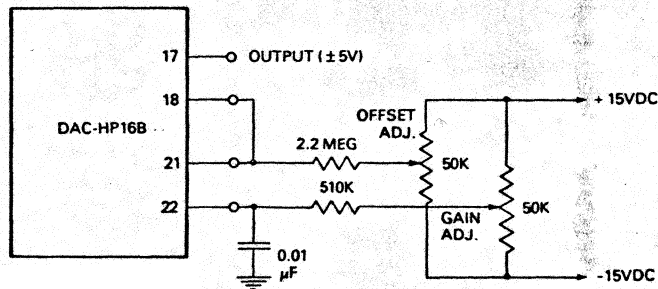 17
OUTPUT (±5V)
18
DAC-HP16B
21
22
2.2 MEG
510K
0.01
µF
OFFSET
ADJ.
50K
GAIN
ADJ.
50K
+ 15VDC
-15VDC